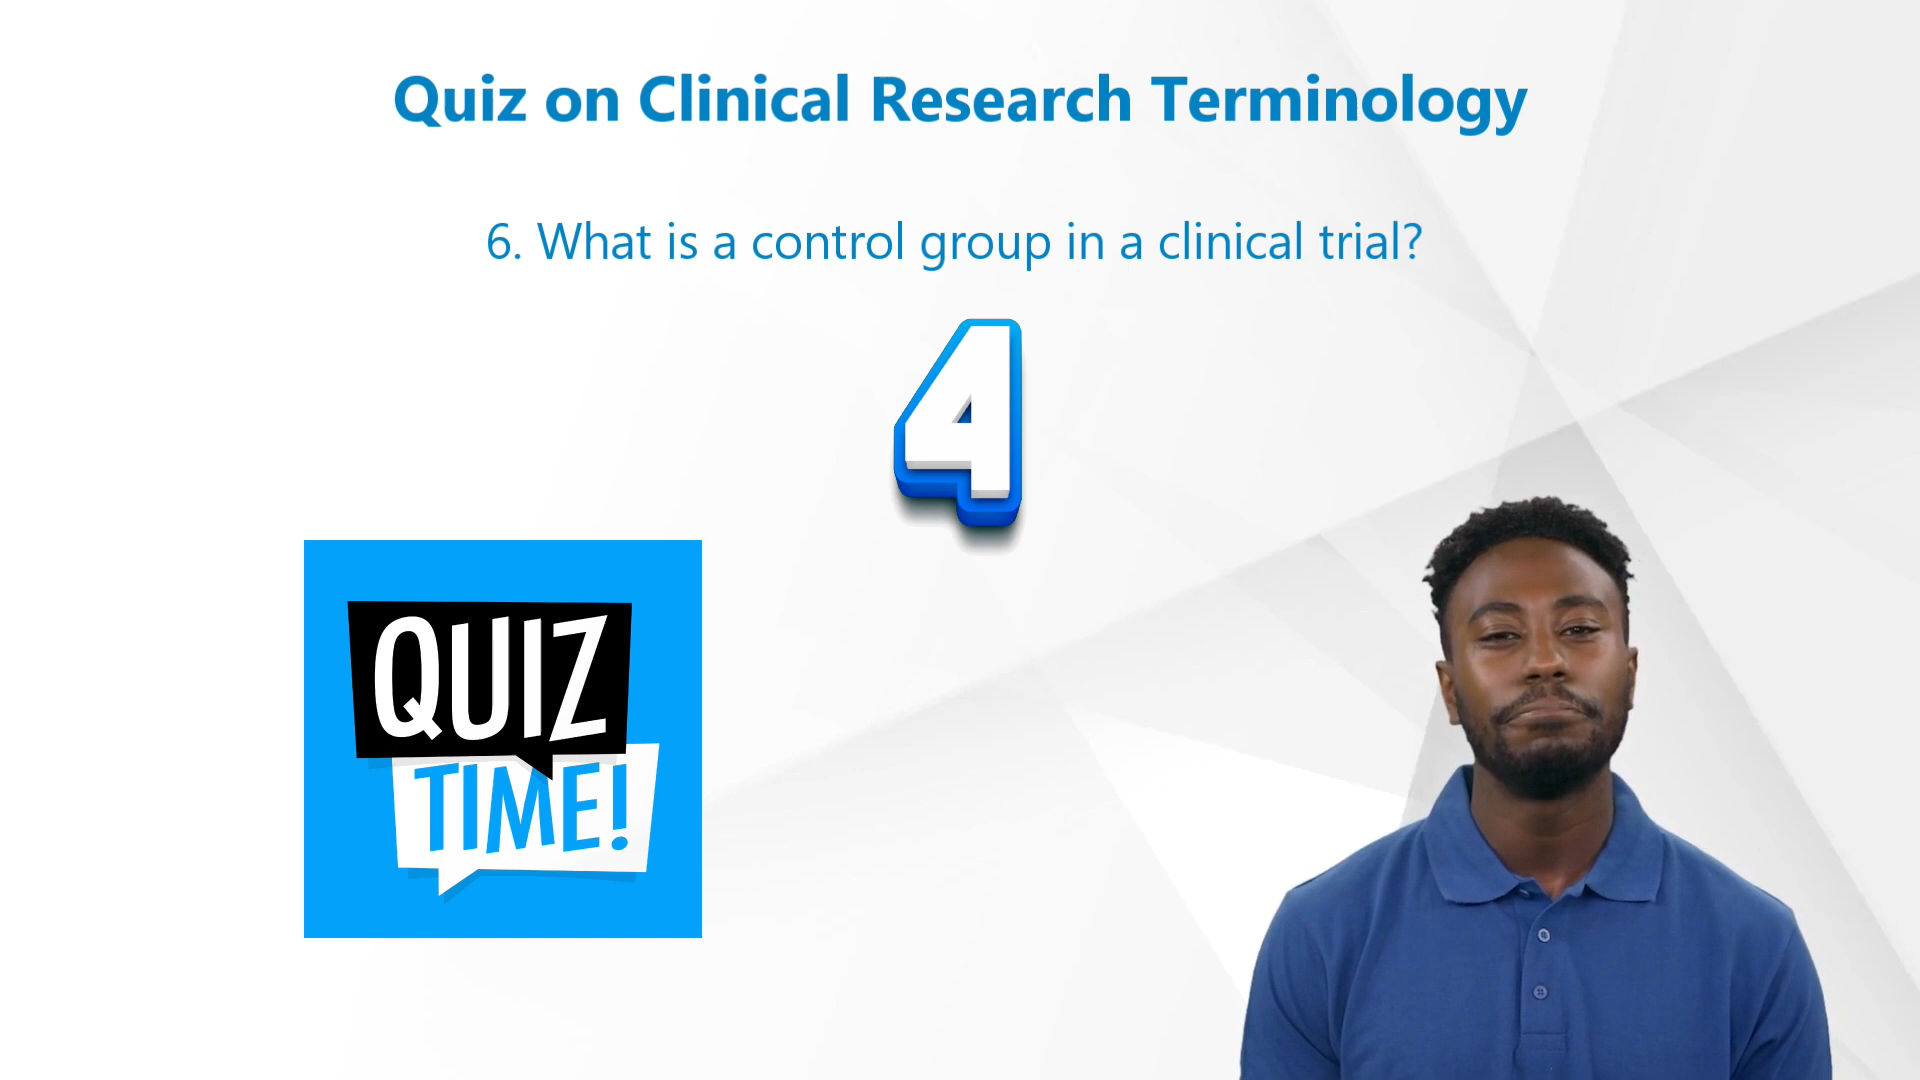 Quiz on Clinical Research Terminology
6. What is a control group in a clinical trial?
4
QUIZ
TIME!